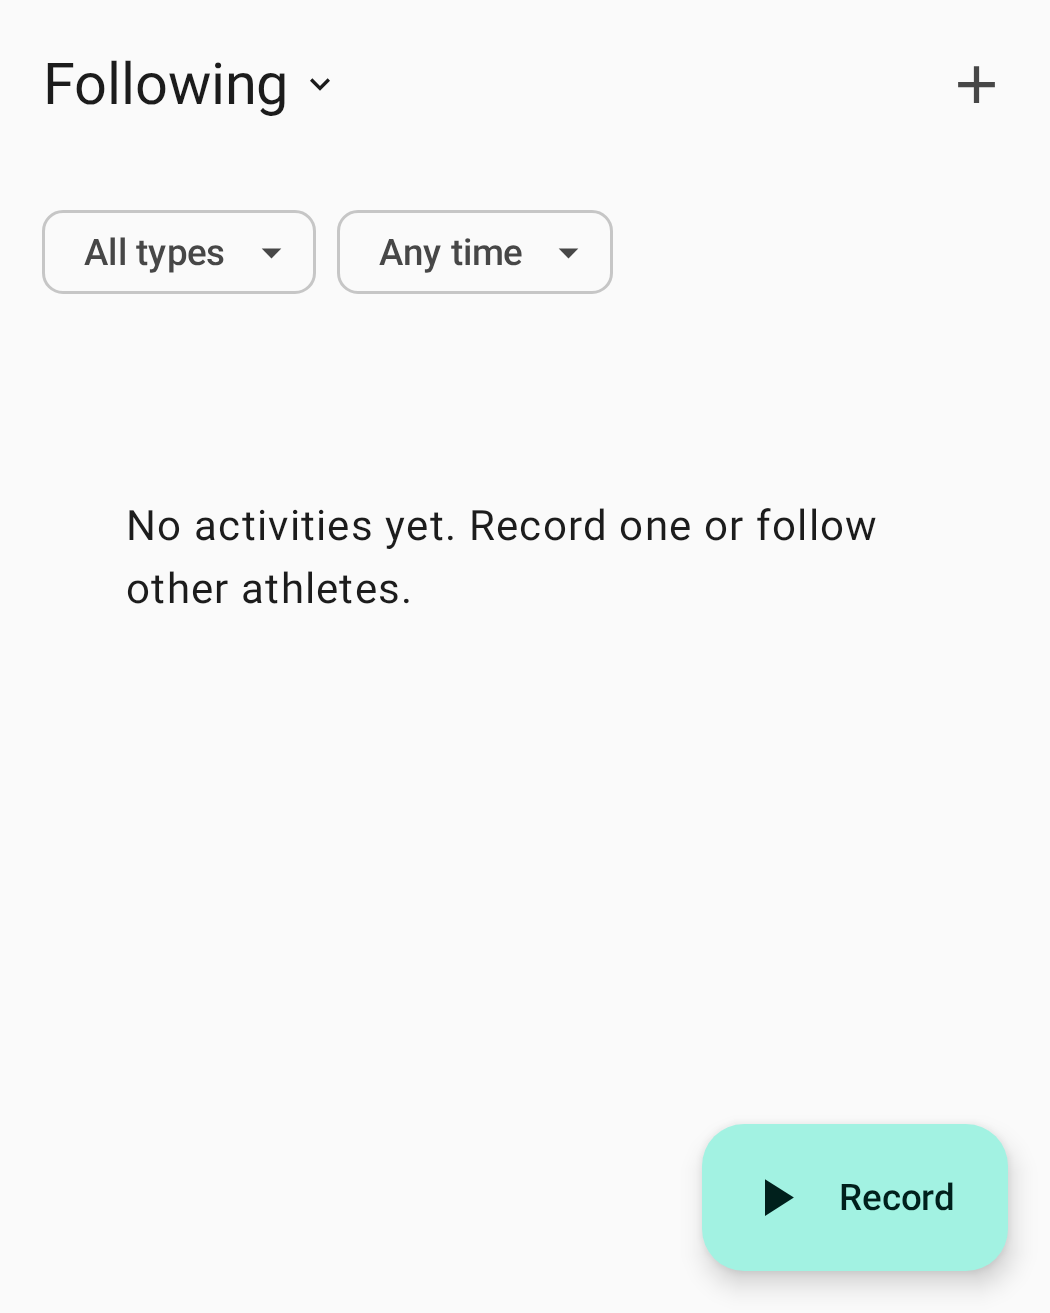 Following
All types
Any time
No activities yet. Record one or follow
other athletes.
Record